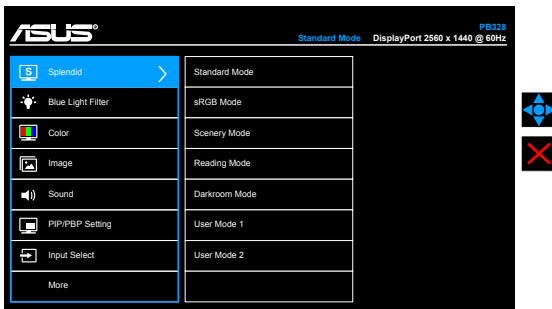 ASUS
PB328
Standard Mode DisplayPort 2560 x 1440 @ 60Hz
S Splendid
Blue Light Filter
Color
Image
Sound
PIP/PBP Setting
Input Select
More
Standard Mode
sRGB Mode
Scenery Mode
Reading Mode
Darkroom Mode
User Mode 1
User Mode 2